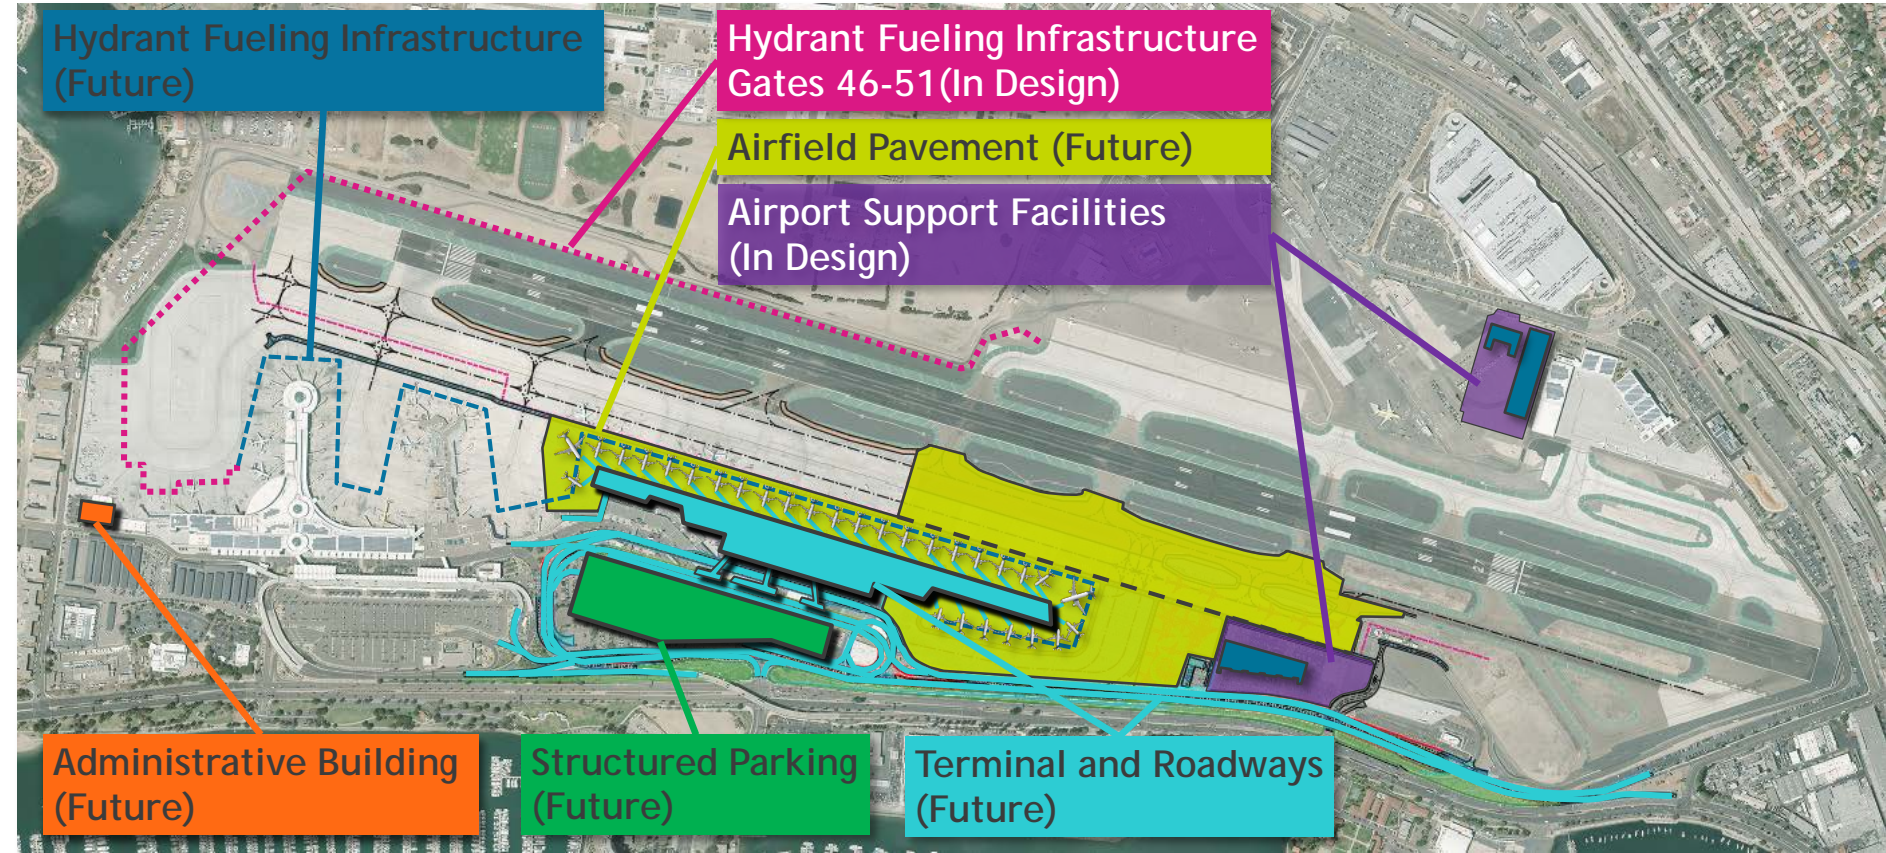 Hydrant Fueling Infrastructure
(Future)
Hydrant Fueling Infrastructure
Gates 46-51(In Design)
Airfield Pavement (Future)
Airport Support Facilities
(In Design)
Administrative Building
(Future)
Structured Parking
(Future)
Terminal and Roadways
(Future)